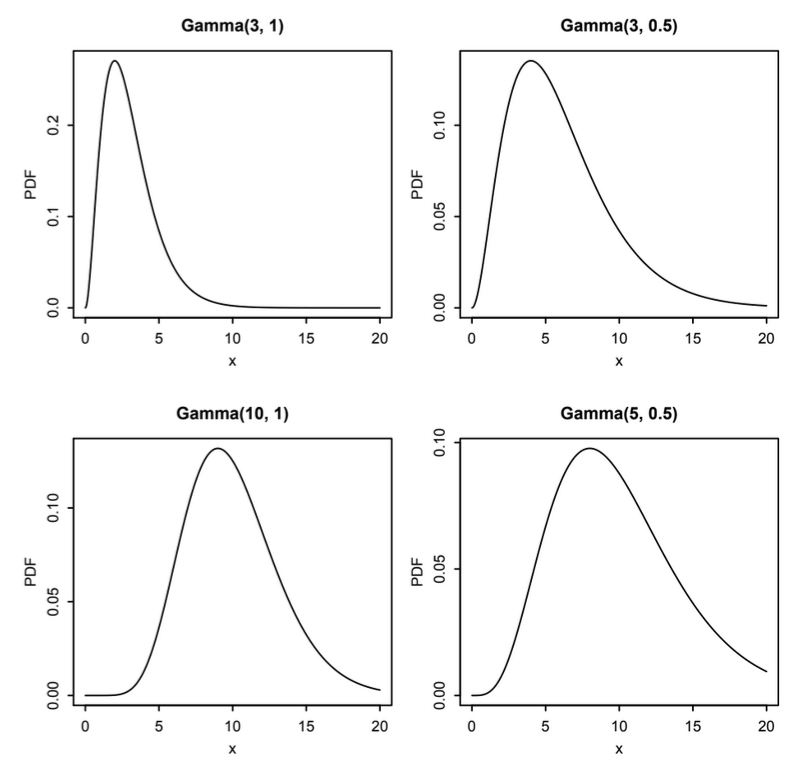 Gamma(3, 1)
PDF
0.0 0.1 0.2
0 5 10 15 20
x
Gamma(3, 0.5)
PDF
0.00 0.05 0.10
0 5 10 15 20
x
Gamma(10, 1)
PDF
0.00 0.05 0.10
0 5 10 15 20
x
Gamma(5, 0.5)
PDF
0.00 0.05 0.10
0 5 10 15 20
x